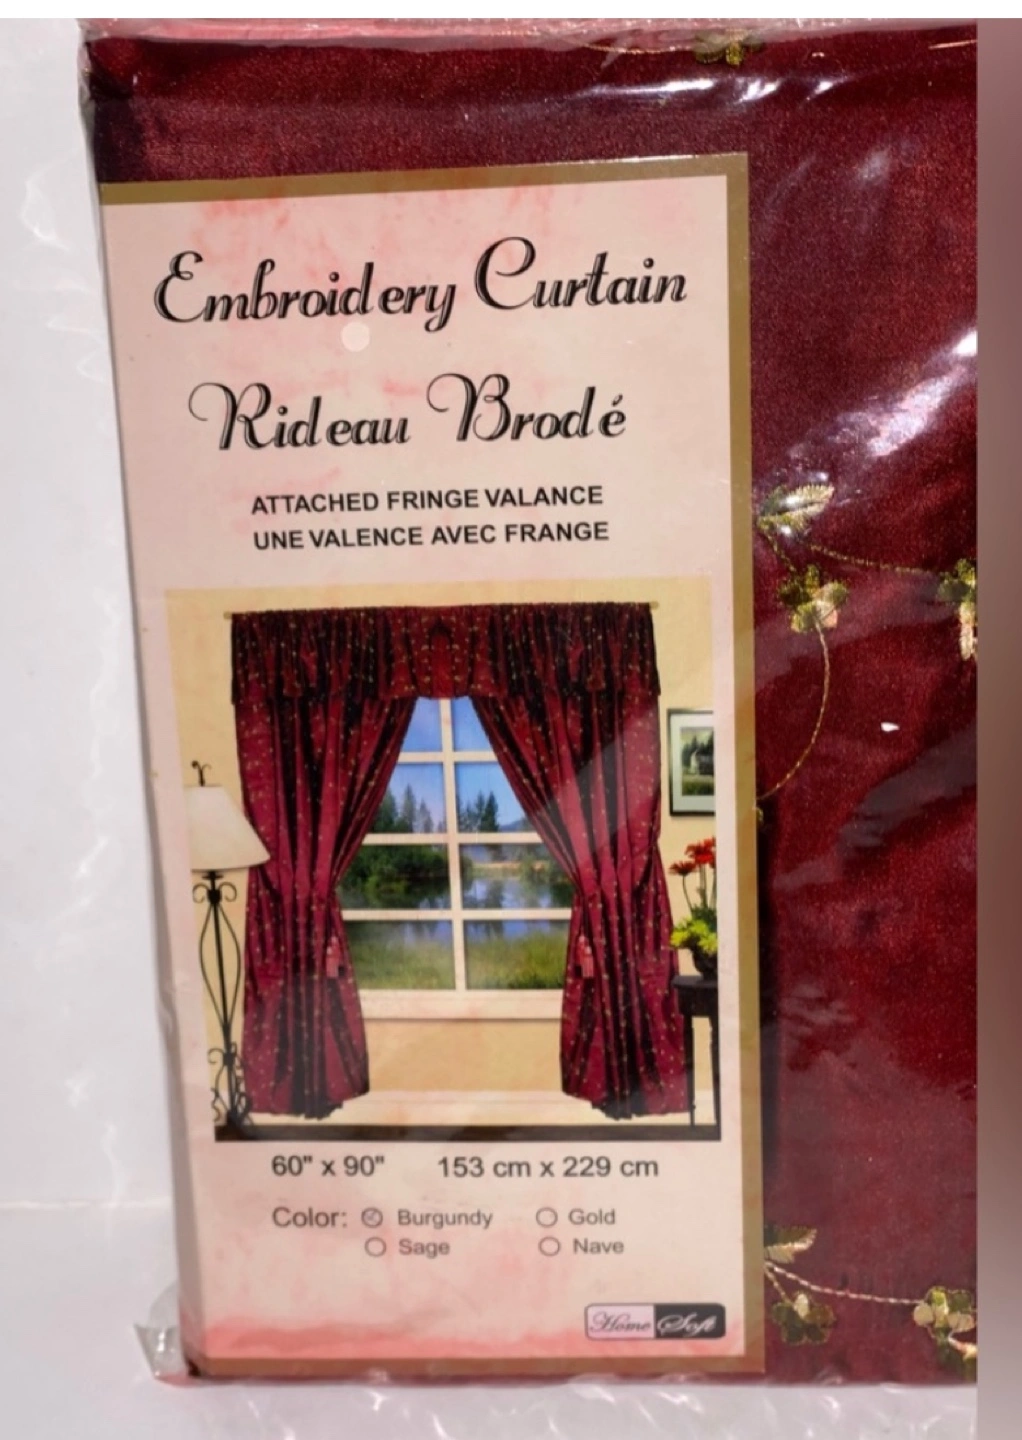 Embroidery Curtain
Rideau Brodé
ATTACHED FRINGE VALANCE
UNE VALENCE AVEC FRANGE
60" x 90" 153 cm x 229 cm
Color: Burgundy Gold
Sage Nave
Home Soft